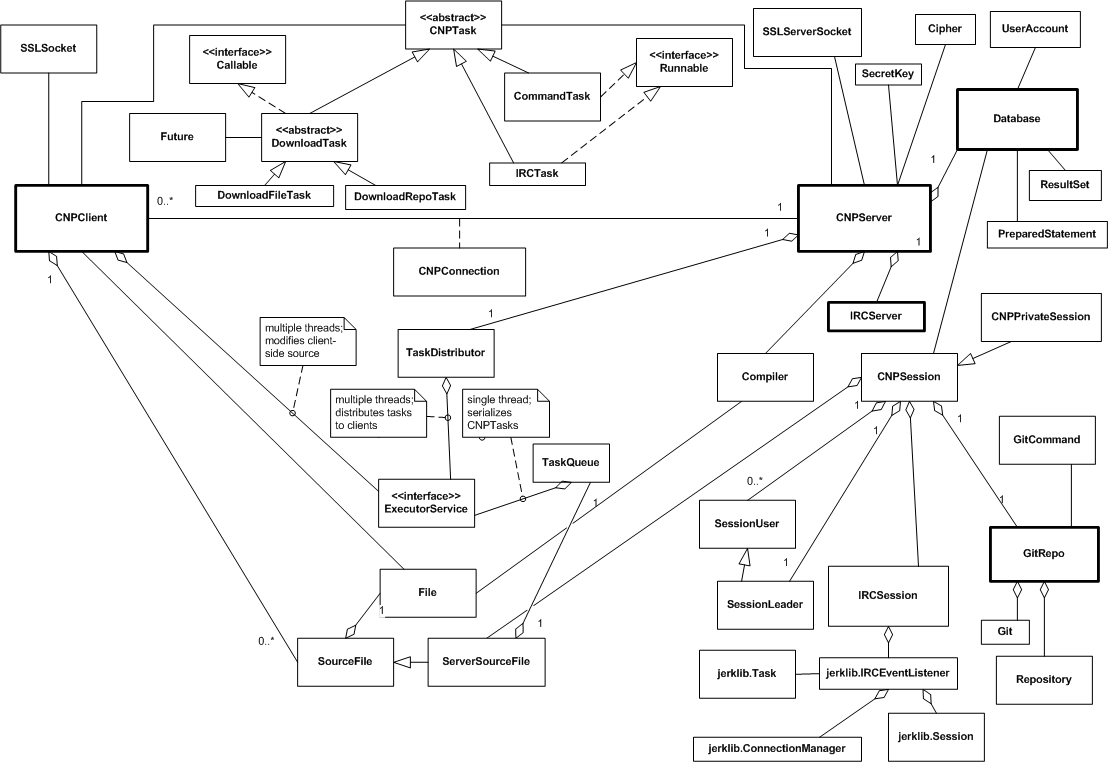 <<abstract>>
CNPTask
SSLSocket
<<interface>>
Callable
<<interface>>
Runnable
SSLServerSocket
Cipher
UserAccount
SecretKey
CommandTask
Database
Future
<<abstract>>
DownloadTask
IRCTask
1
ResultSet
DownloadFileTask
DownloadRepoTask
CNPClient
0..*
1
CNPServer
1
1
PreparedStatement
CNPConnection
1
1
IRCServer
CNPPrivateSession
multiple threads;
modifies client-
side source
TaskDistributor
Compiler
CNPSession
multiple threads;
distributes tasks
to clients
single thread;
serializes
CNPTasks
1
1
1
GitCommand
TaskQueue
<<interface>>
ExecutorService
0..*
1
1
SessionUser
GitRepo
1
File
1
SessionLeader
IRCSession
1
0..*
Git
SourceFile
ServerSourceFile
jerklib.Task
jerklib.IRCEventListener
Repository
jerklib.ConnectionManager
jerklib.Session